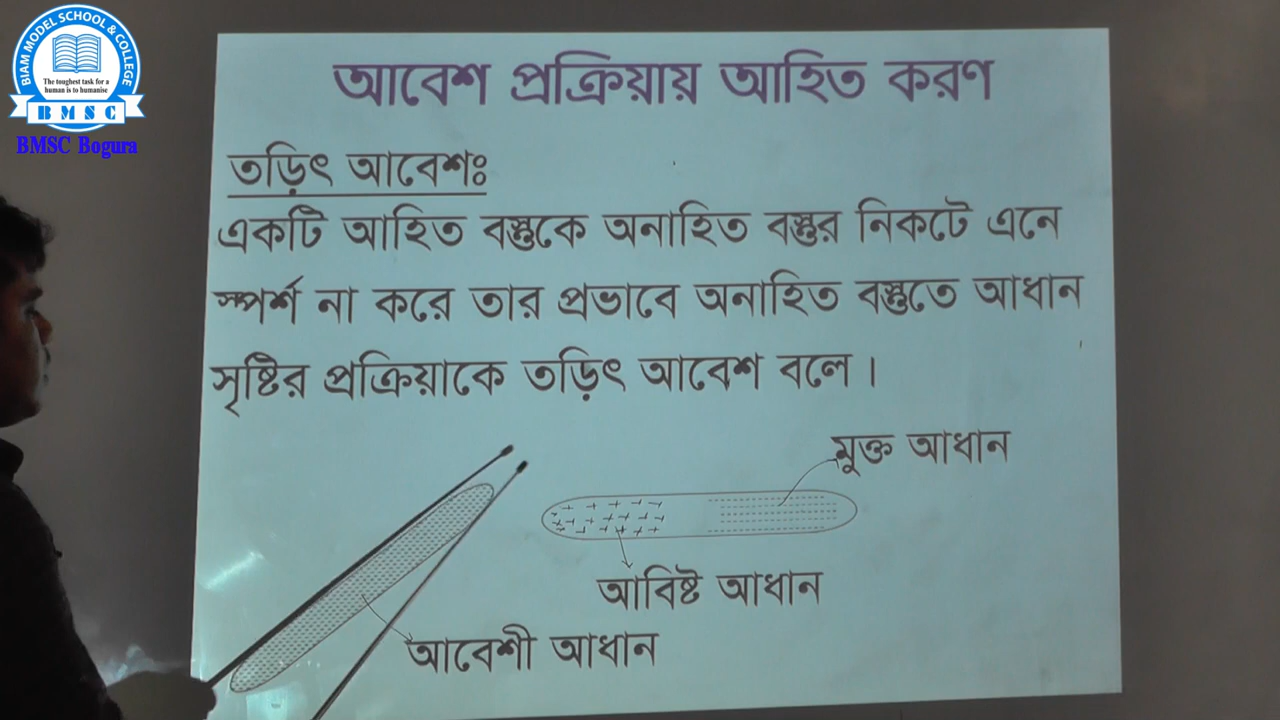 BIAM MODEL SCHOOL & COLLEGE
The toughest task for a
human is to humanise
BMSC
BMSC Bogura
আবেশ প্রক্রিয়ায় আহিত করণ
তড়িৎ আবেশঃ
একটি আহিত বস্তুকে অনাহিত বস্তুর নিকটে এনে
স্পর্শ না করে তার প্রভাবে অনাহিত বস্তুতে আধান
সৃষ্টির প্রক্রিয়াকে তড়িৎ আবেশ বলে।
মুক্ত আধান
আবিষ্ট আধান
আবেশী আধান